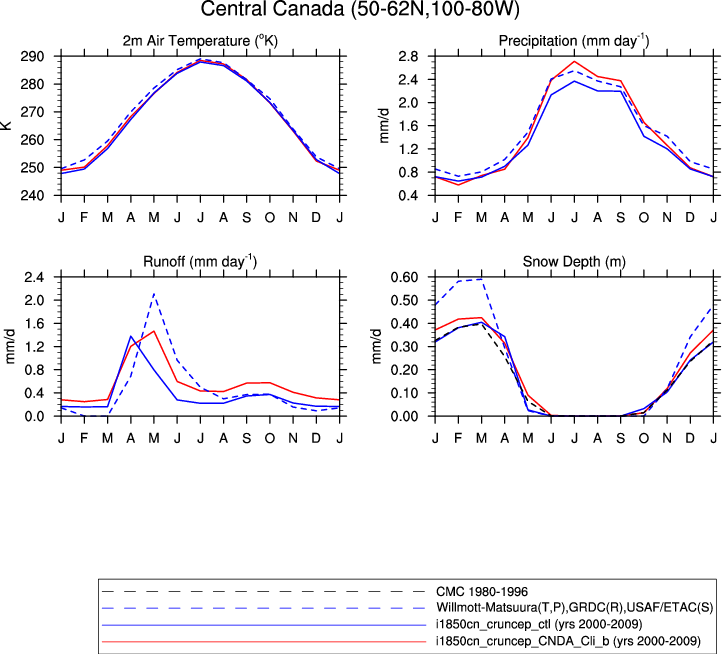 Central Canada (50-62N,100-80W)
2m Air Temperature (°K)
Precipitation (mm day⁻¹)
290
280
270
260
250
240
K
J F M A M J J A S O N D J
2.8
2.4
2.0
1.6
1.2
0.8
0.4
mm/d
J F M A M J J A S O N D J
Runoff (mm day⁻¹)
Snow Depth (m)
2.4
2.0
1.6
1.2
0.8
0.4
0.0
mm/d
J F M A M J J A S O N D J
0.60
0.50
0.40
0.30
0.20
0.10
0.00
mm/d
J F M A M J J A S O N D J
CMC 1980-1996
Willmott-Matsuura(T,P),GRDC(R),USAF/ETAC(S)
i1850cn_cruncep_ctl (yrs 2000-2009)
i1850cn_cruncep_CNDA_Cli_b (yrs 2000-2009)